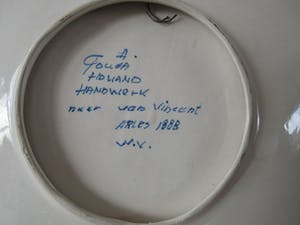 A.
Gouda
HOLLAND
HANDWERK
naar van Vincent
ARLES 1888